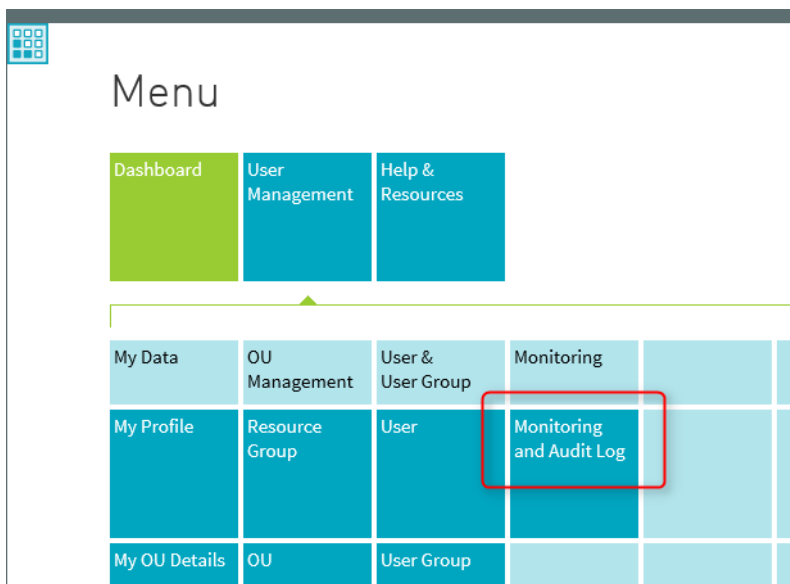 Menu
Dashboard
User
Management
Help &
Resources
My Data
OU
Management
User &
User Group
Monitoring
My Profile
Resource
Group
User
Monitoring
and Audit Log
My OU Details
OU
User Group